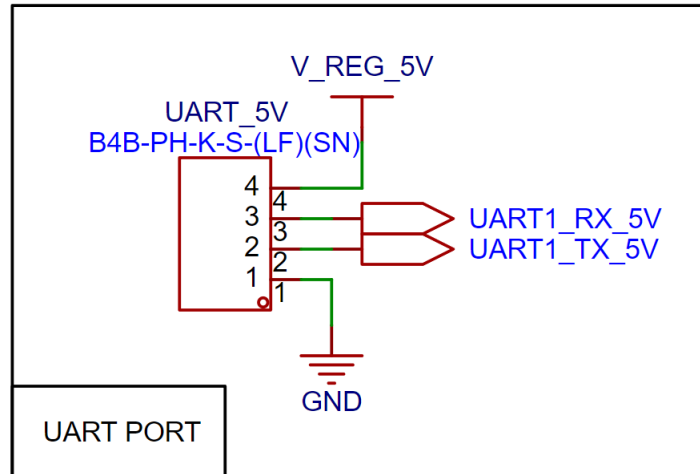 V_REG_5V
UART_5V
B4B-PH-K-S-(LF)(SN)
4
4
3
3
2
2
1
1
UART1_RX_5V
UART1_TX_5V
GND
UART PORT